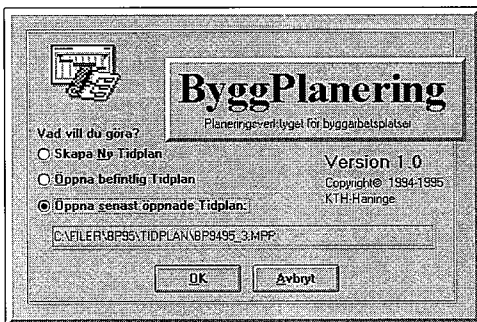 ByggPlanering
Planeringsverktyget för byggarbetsplatser
Vad vill du göra?
Skapa Ny Tidplan
Öppna befintlig Tidplan
Öppna senast öppnade Tidplan:
Version 1.0
Copyright© 1994-1995
KTH-Haninge
C:\FILER\BP95\TIDPLAN\BP9495_3.MPP
OK
Avbryt